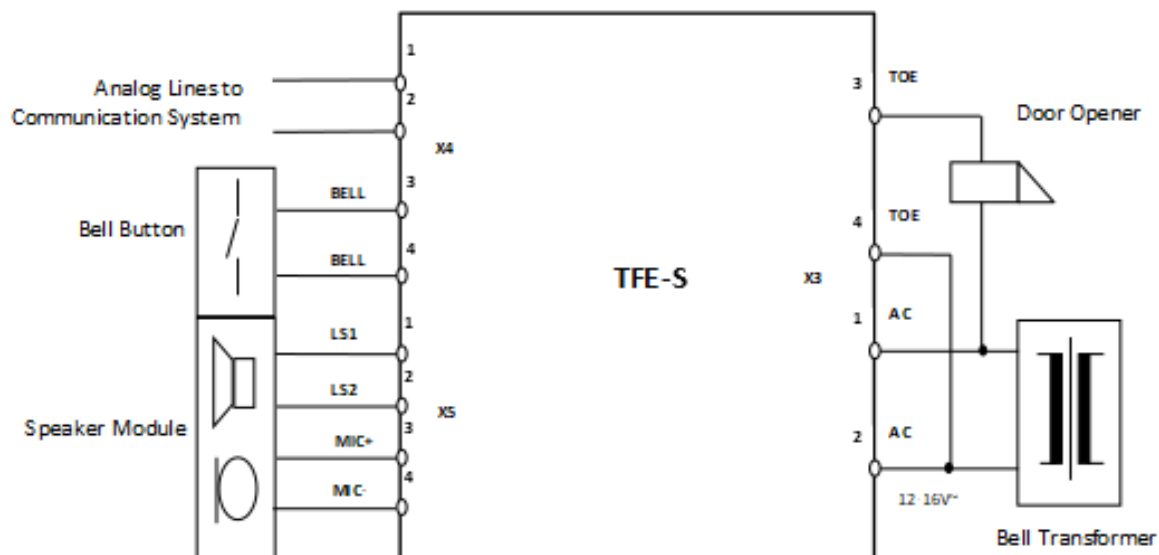 Analog Lines to
Communication System
1
2
X4
3
BELL
4
BELL
Bell Button
1
LS1
2
LS2
X5
3
MIC+
4
MIC-
Speaker Module
TFE-S
3
TOE
Door Opener
4
TOE
X3
1
AC
2
AC
12-16V~
Bell Transformer